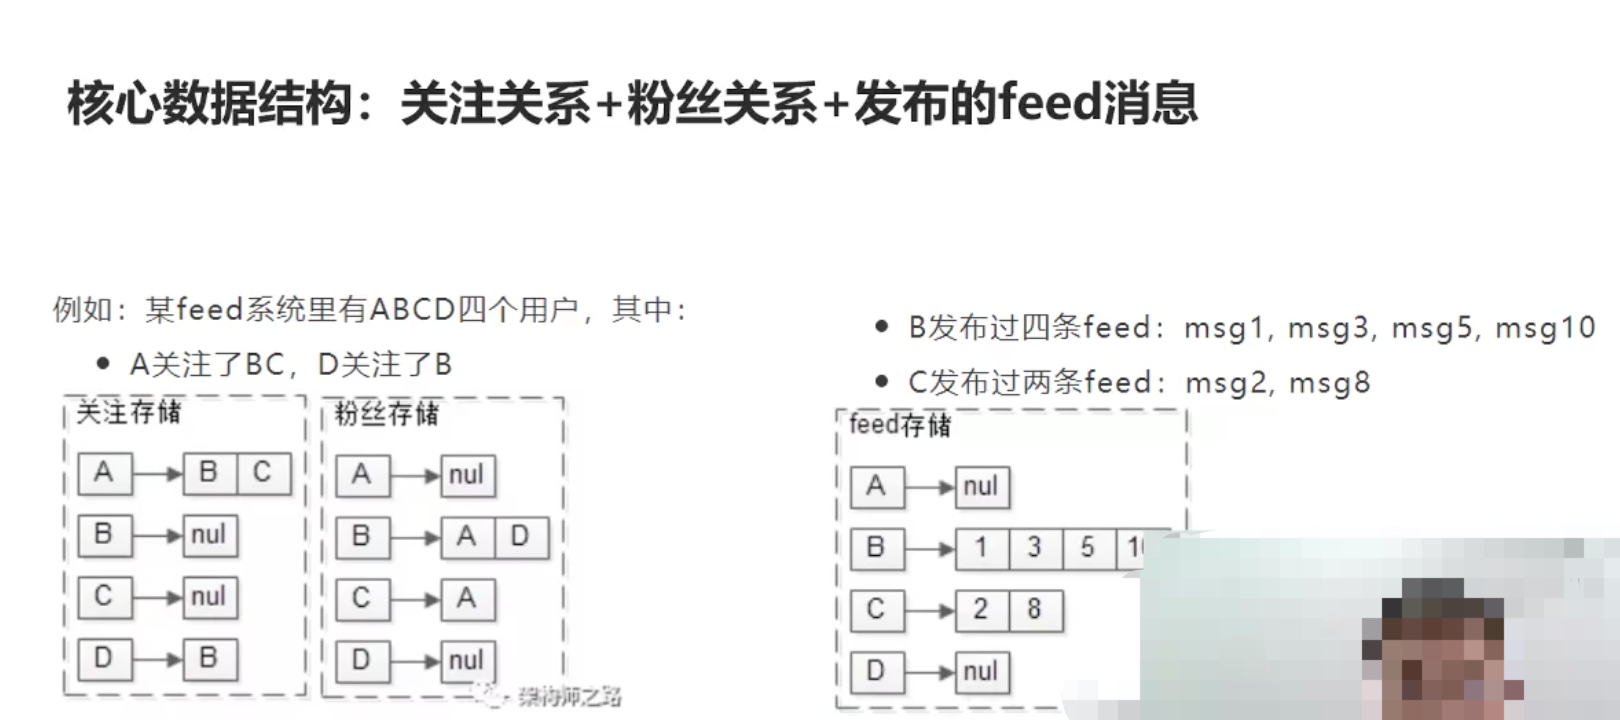 核心数据结构：关注关系+粉丝关系+发布的feed消息
例如：某feed系统里有ABCD四个用户，其中：
• A关注了BC，D关注了B
关注存储
A B C
B nul
C nul
D B
粉丝存储
A nul
B A D
C A
D nul
架构师之路
• B发布过四条feed：msg1, msg3, msg5, msg10
• C发布过两条feed：msg2, msg8
feed存储
A nul
B 1 3 5
C 2 8
D nul